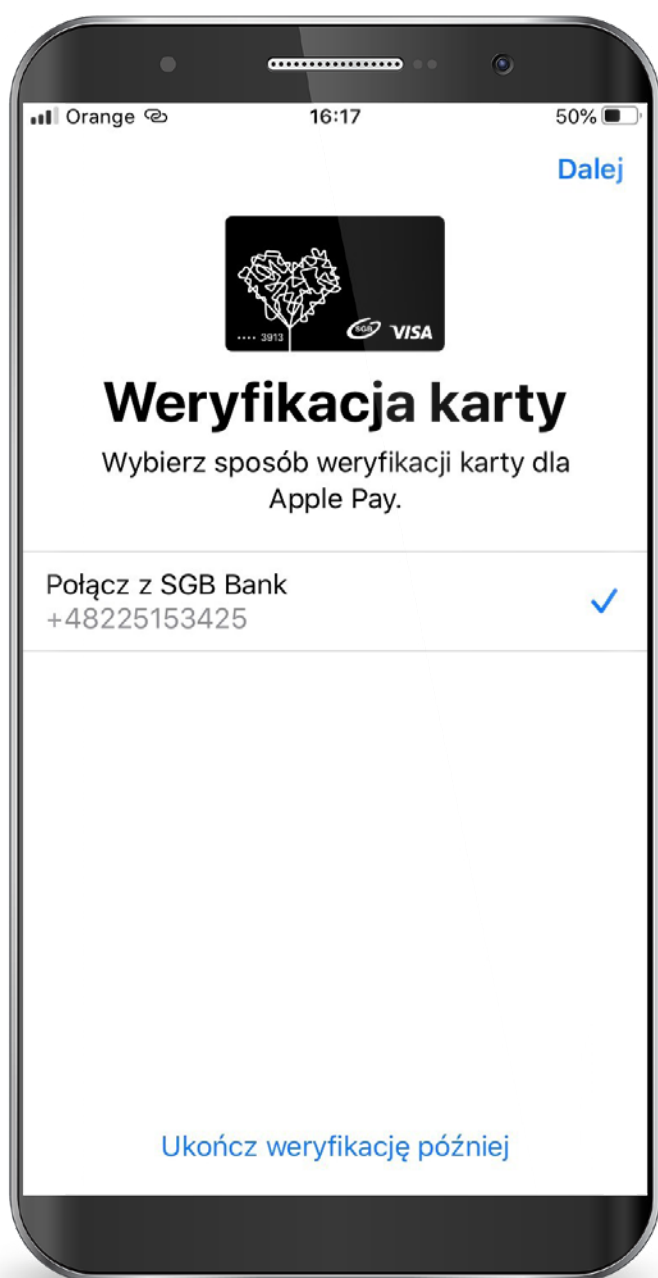 Orange 16:17 50%
Dalej
•••• 3913 SGB VISA
Weryfikacja karty
Wybierz sposób weryfikacji karty dla
Apple Pay.
Połącz z SGB Bank
+48225153425
Ukończ weryfikację później